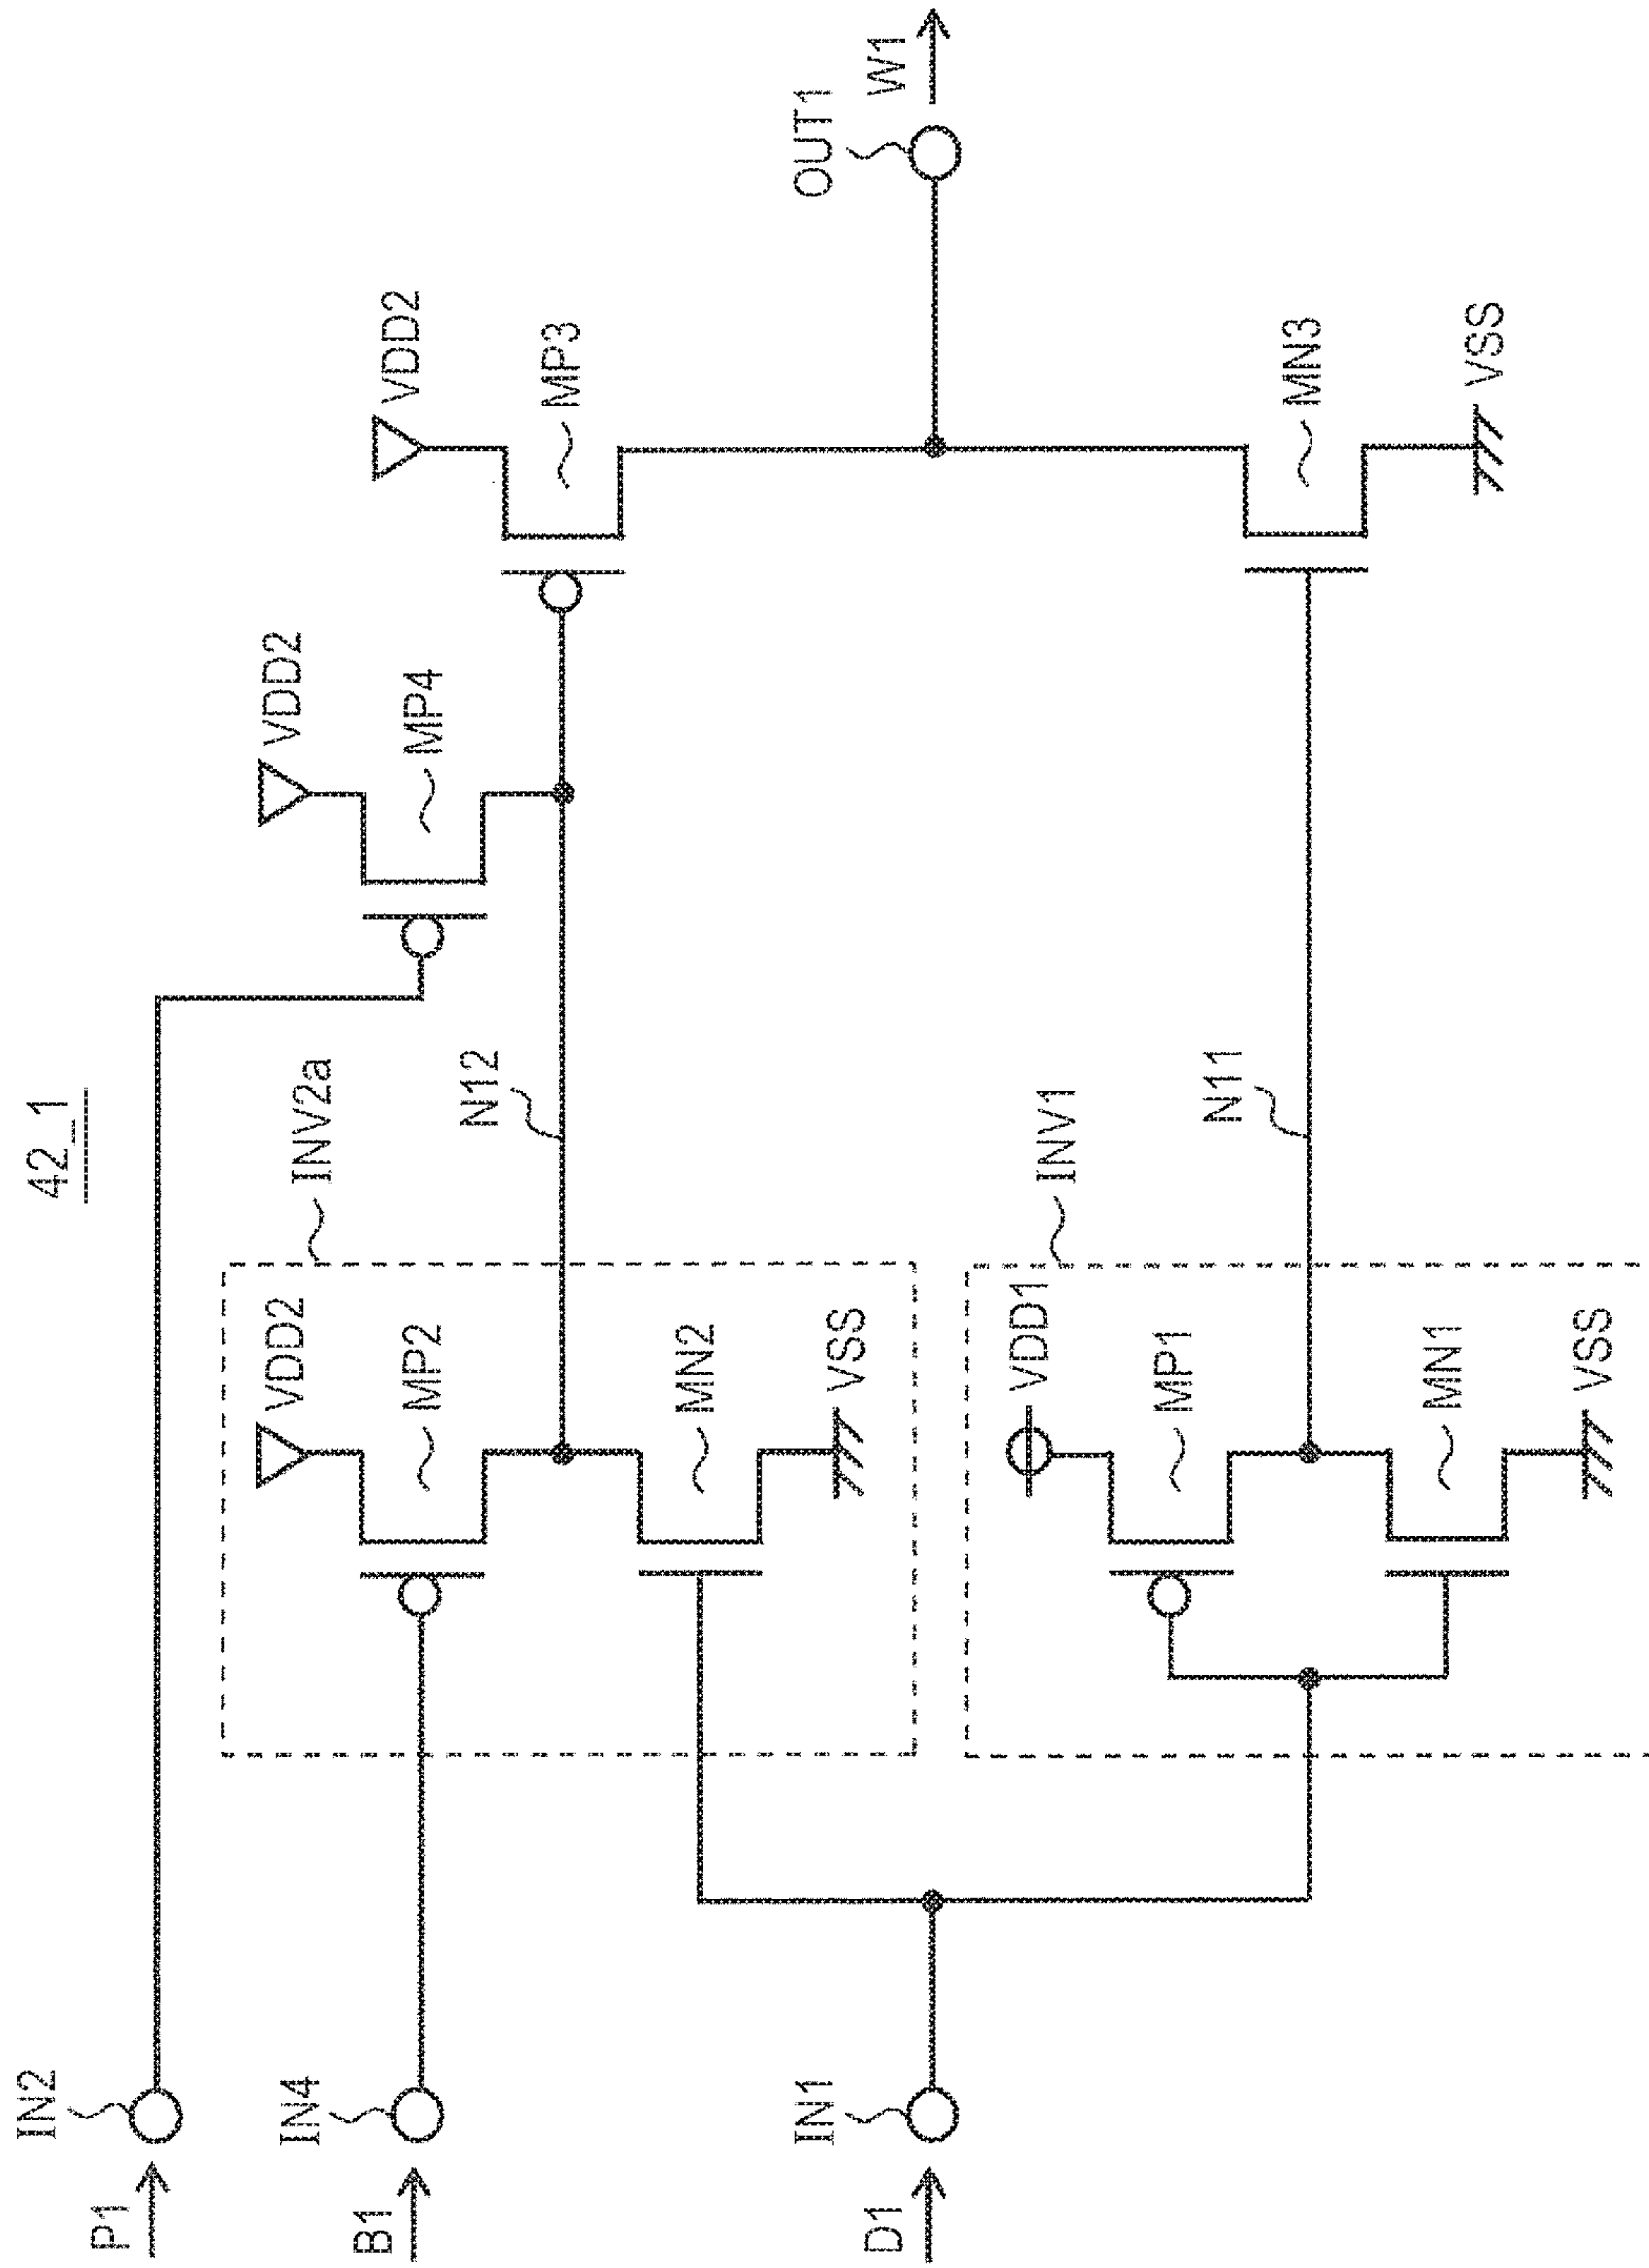 42_1
IN2
P1
IN4
B1
IN1
D1
INV2a
VDD2
MP2
MN2
VSS
N12
VDD2
MP4
VDD2
MP3
OUT1
W1
INV1
VDD1
MP1
MN1
VSS
N11
MN3
VSS